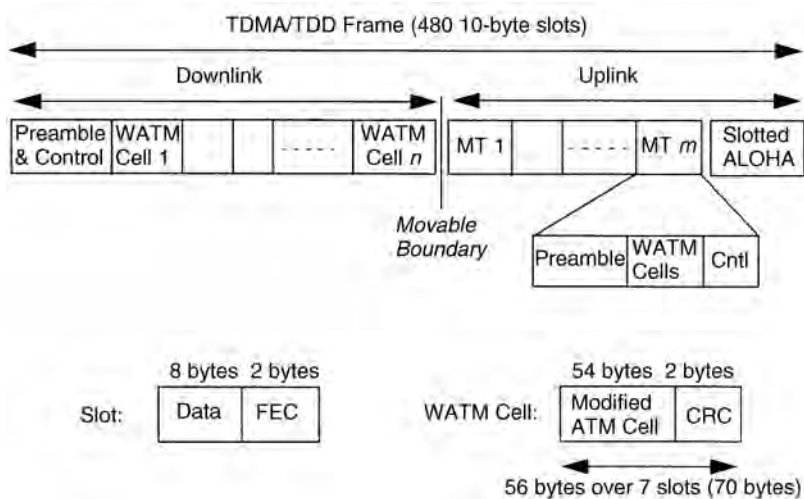 TDMA/TDD Frame (480 10-byte slots)
Downlink
Uplink
Preamble & Control
WATM Cell 1
WATM Cell n
MT 1
MT m
Slotted ALOHA
Movable Boundary
Preamble
WATM Cells
Cntl
8 bytes 2 bytes
Slot: Data FEC
54 bytes 2 bytes
WATM Cell: Modified ATM Cell CRC
56 bytes over 7 slots (70 bytes)